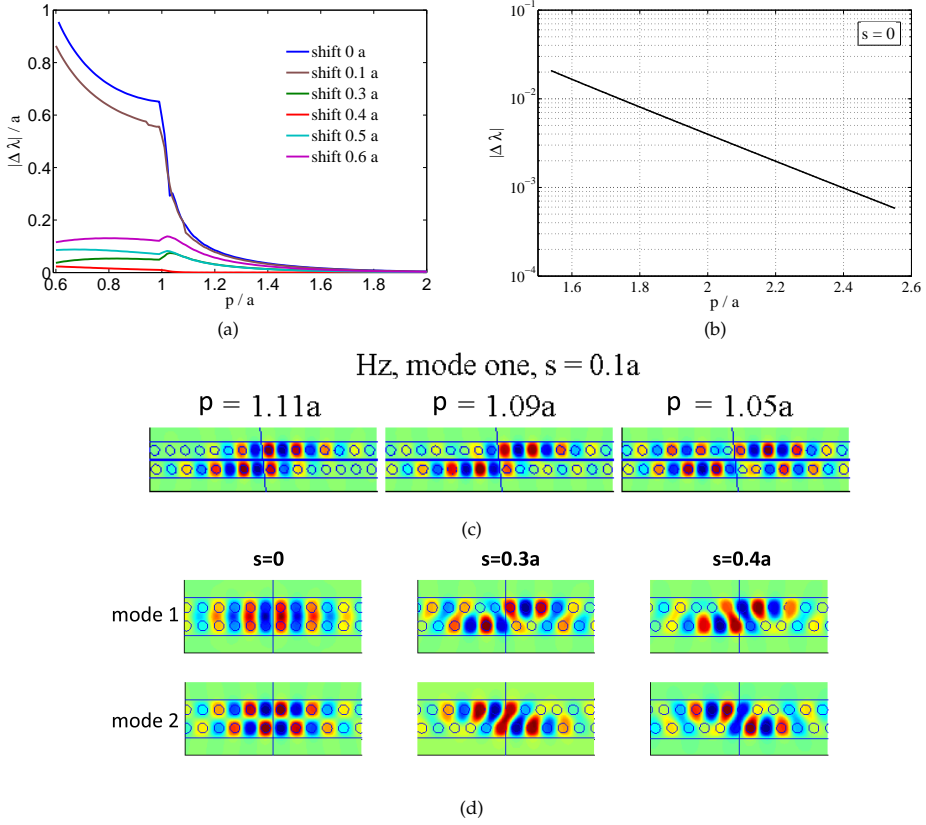 |Δ λ| / a
1
0.8
0.6
0.4
0.2
0
0.6
0.8
1.0
1.2
1.4
1.6
1.8
2
p / a
shift 0 a
shift 0.1 a
shift 0.3 a
shift 0.4 a
shift 0.5 a
shift 0.6 a
(a)
|Δ λ|
10⁻¹
10⁻²
10⁻³
10⁻⁴
1.6
1.8
2
2.2
2.4
2.6
p / a
s = 0
(b)
Hz, mode one, s = 0.1a
p = 1.11a
p = 1.09a
p = 1.05a
(c)
s=0
s=0.3a
s=0.4a
mode 1
mode 2
(d)